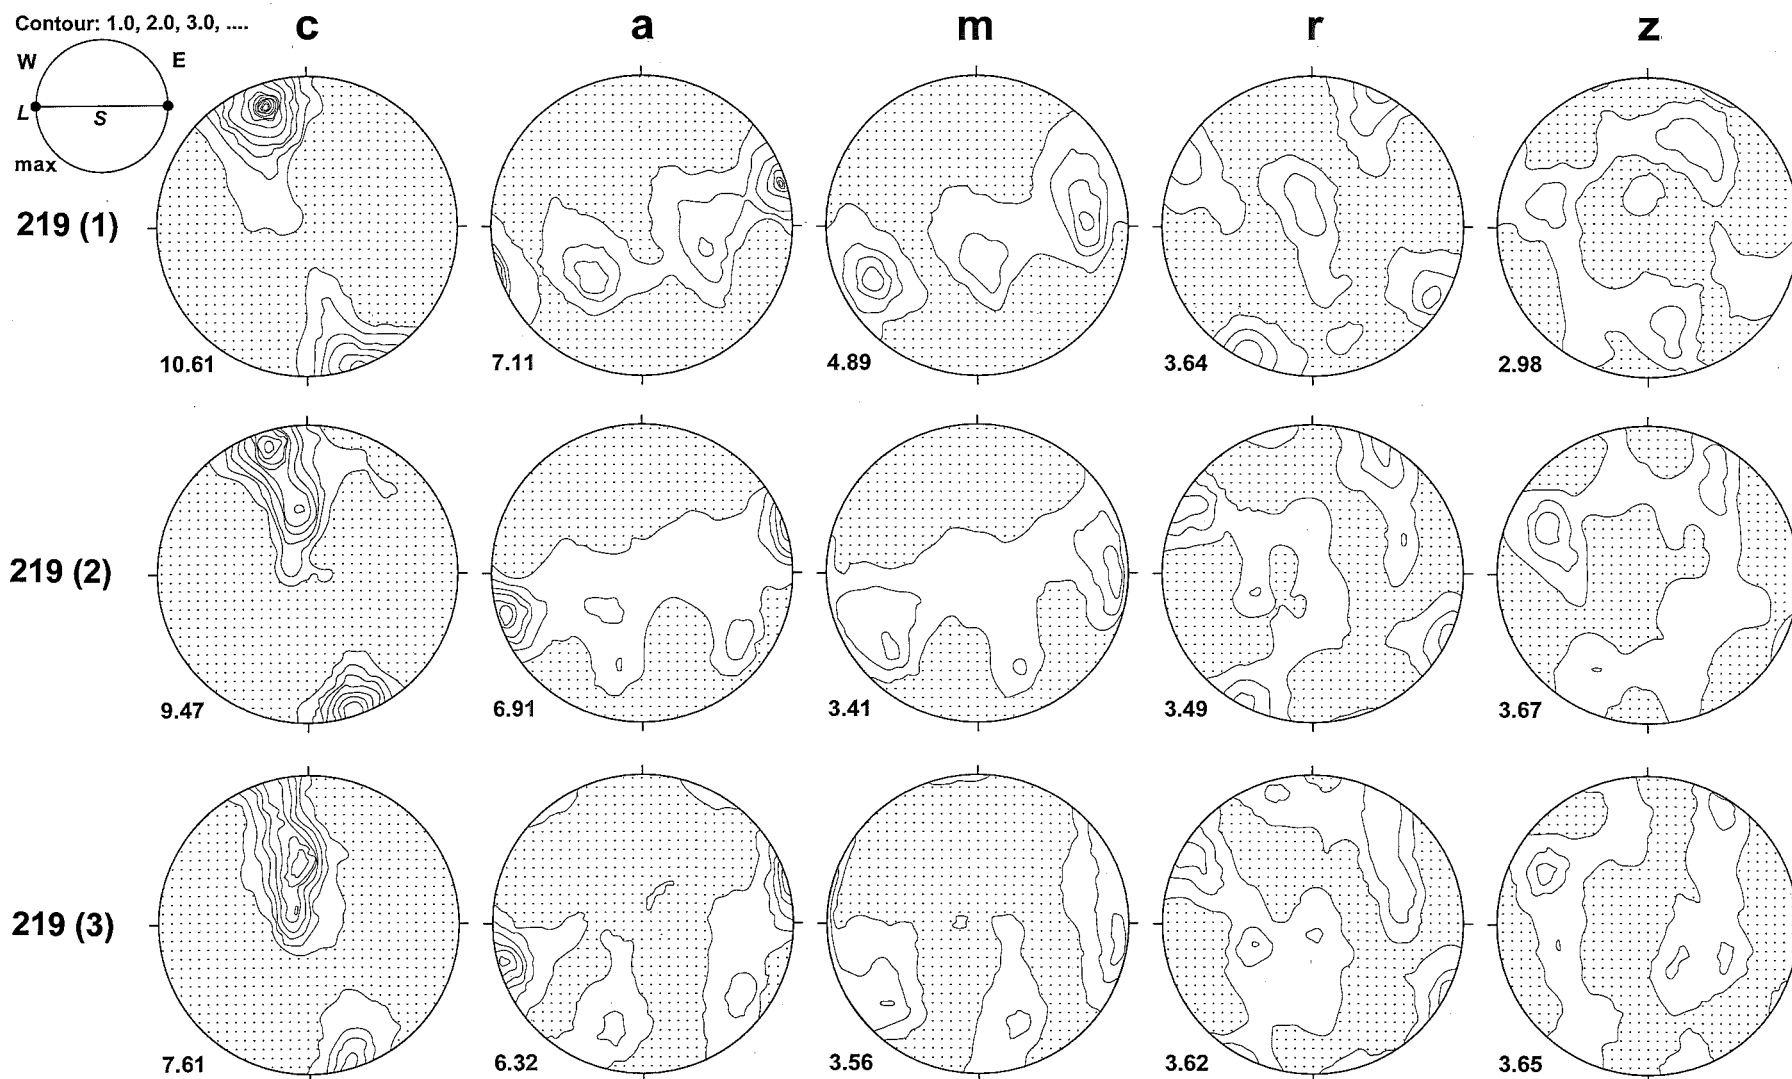 Contour: 1.0, 2.0, 3.0, ....
c a m r z
W E
L S
max
219 (1)
10.61 7.11 4.89 3.64 2.98
219 (2)
9.47 6.91 3.41 3.49 3.67
219 (3)
7.61 6.32 3.56 3.62 3.65